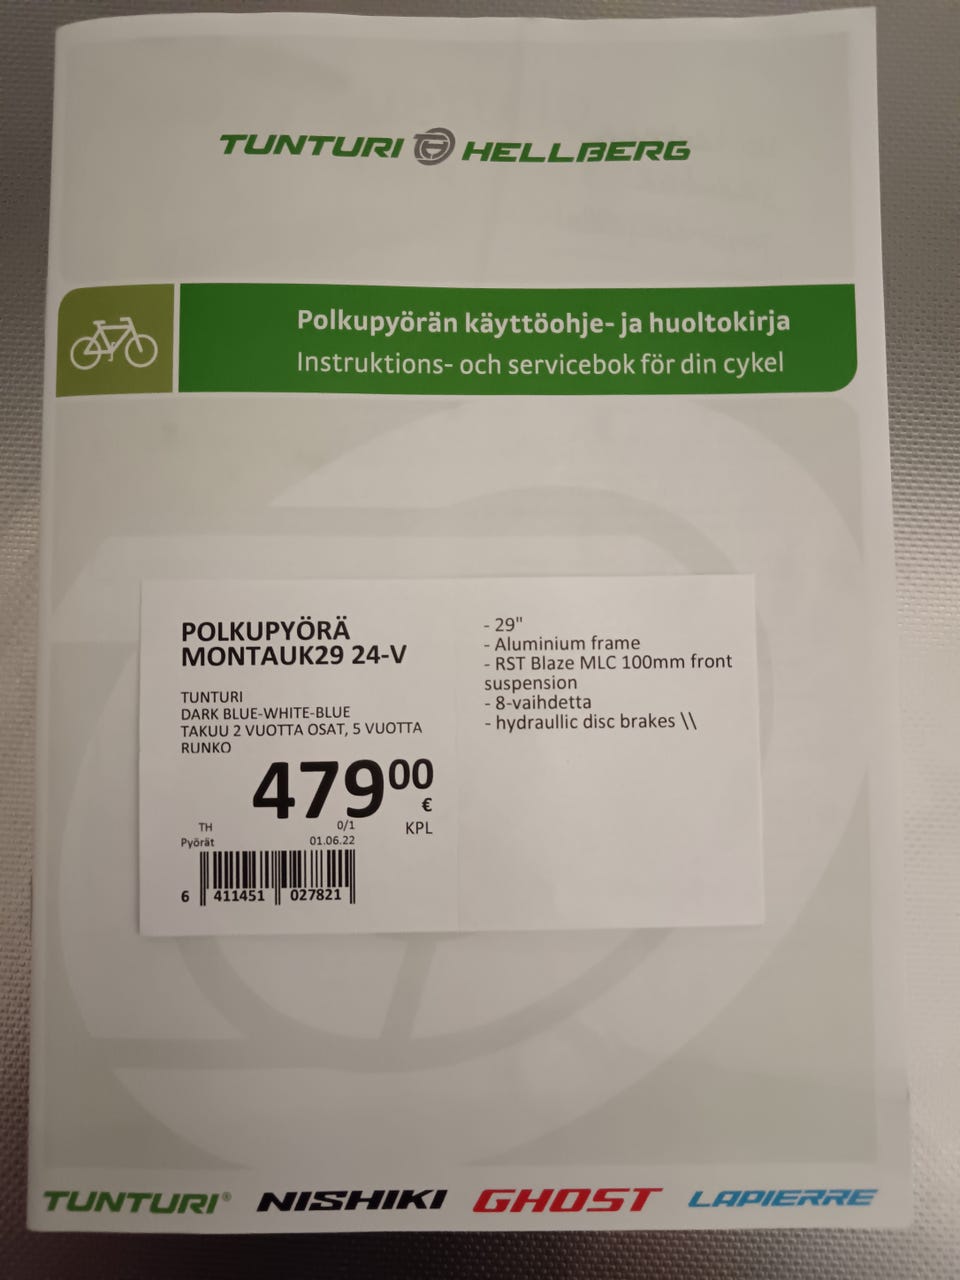 TUNTURI HELLBERG
Polkupyörän käyttöohje- ja huoltokirja
Instruktions- och servicebok för din cykel
POLKUPYÖRÄ
MONTAUK29 24-V
TUNTURI
DARK BLUE-WHITE-BLUE
TAKUU 2 VUOTTA OSAT, 5 VUOTTA
RUNKO
47900
€
KPL
TH
0/1
Pyörät
01.06.22
6 411451 027821
- 29"
- Aluminium frame
- RST Blaze MLC 100mm front
suspension
- 8-vaihdetta
- hydraullic disc brakes \\
TUNTURI® NISHIKI GHOST LAPIERRE